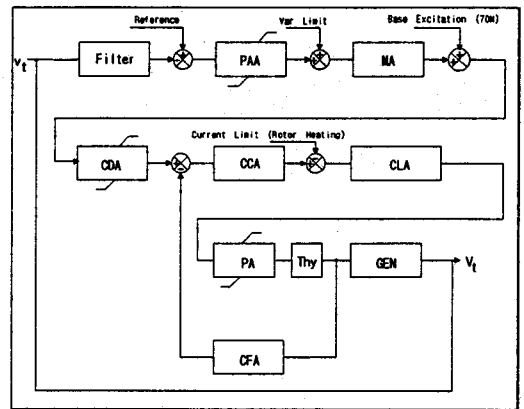 Reference
Var Limit
Base Excitation (70M)
Vt
Filter
PAA
MA
Current Limit (Rotor Heating)
CDA
CCA
CLA
PA
Thy
GEN
Vt
CFA